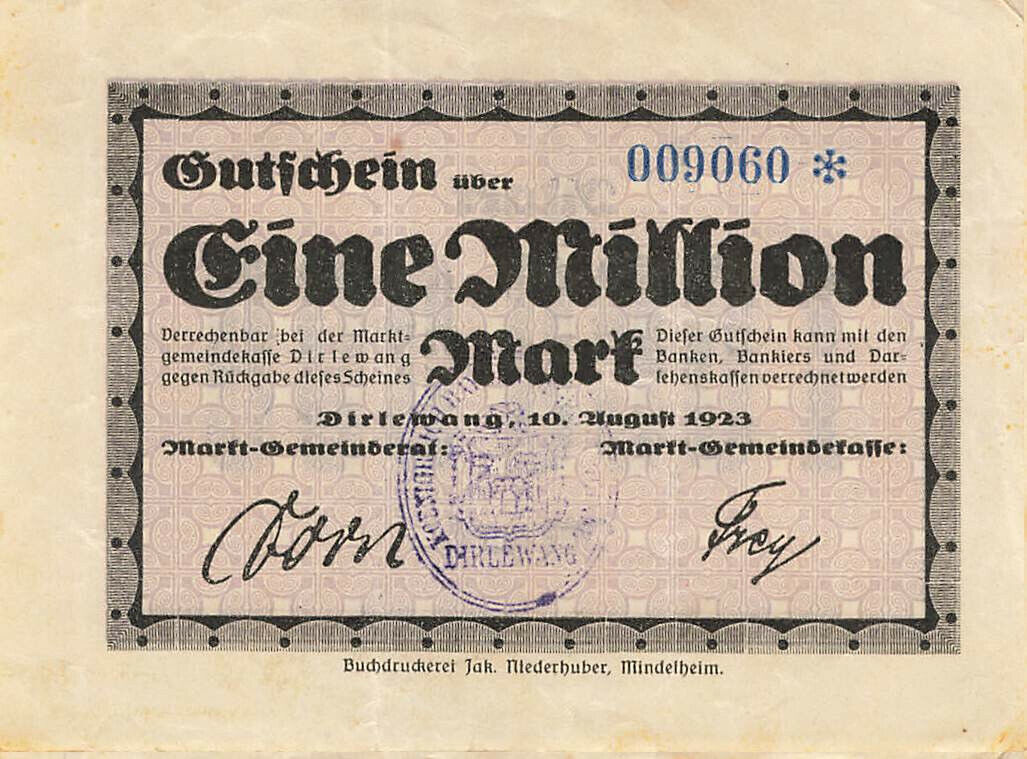 Gutschein über
009060 *
Eine Million
Mark
Verrechenbar bei der Markt-
gemeindekasse Dirlewang
gegen Rückgabe dieses Scheines
Dieser Gutschein kann mit den
Banken, Bankiers und Dar-
lehenskassen verrechnet werden
Dirlewang, 10. August 1923
Markt-Gemeinderat:
Markt-Gemeindekasse:
Dorn
Frey
DIRLEWANG
Buchdruckerei Jak. Niederhuber, Mindelheim.